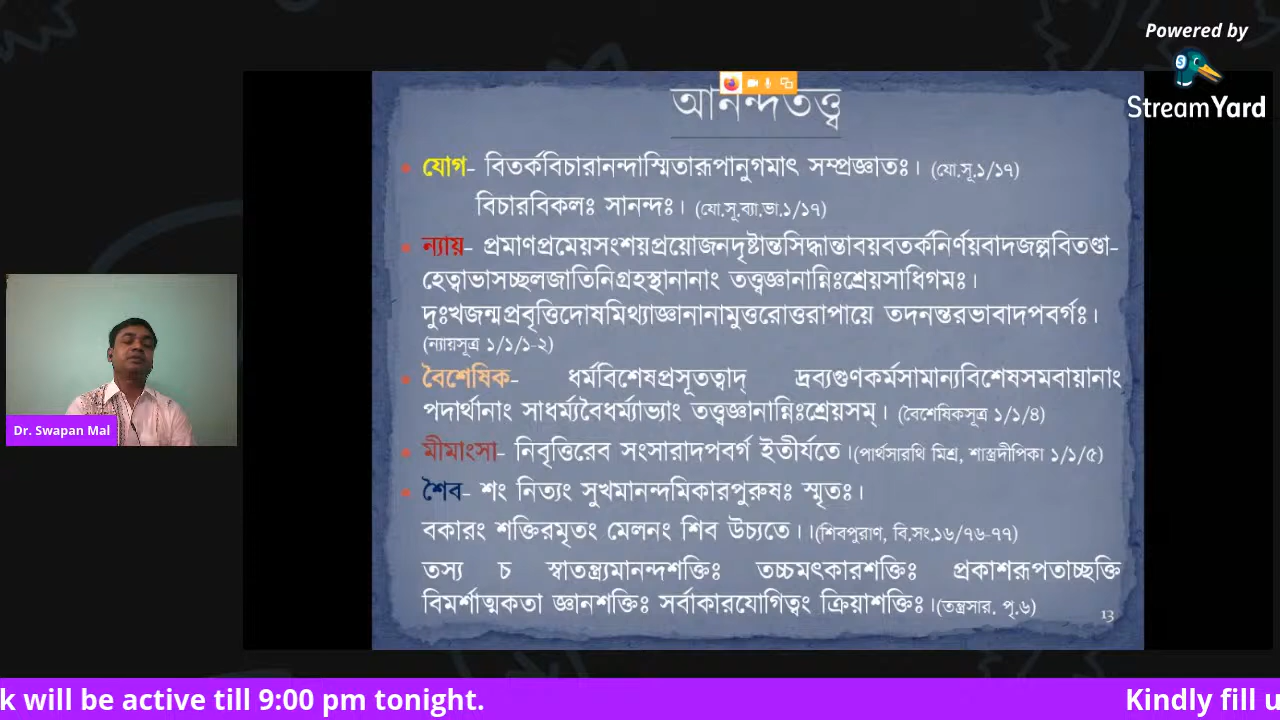 Powered by
StreamYard
আনন্দতত্ত্ব
• যোগ- বিতর্কবিচারানন্দাস্মিতারূপানুগমাৎ সম্প্রজ্ঞাতঃ। (যো.সূ.১/১৭)
বিচারবিকলঃ সানন্দঃ। (যো.সূ.ব্যা.ভা.১/১৭)
• ন্যায়- প্রমাণপ্রমেয়সংশয়প্রয়োজনদৃষ্টান্তসিদ্ধান্তাবয়বতর্কনির্ণয়বাদজল্পবিতণ্ডা-
হেত্বাভাসচ্ছলজাতিনিগ্রহস্থানানাং তত্ত্বজ্ঞানান্নিঃশ্রেয়সাধিগমঃ।
দুঃখজন্মপ্রবৃত্তিদোষমিথ্যাজ্ঞানানামুত্তরোত্তরাপায়ে তদনন্তরভাবাদপবর্গঃ।
(ন্যায়সূত্র ১/১/১-২)
• বৈশেষিক- ধর্মবিশেষপ্রসূতত্বাদ্ দ্রব্যগুণকর্মসামান্যবিশেষসমবায়ানাং
পদার্থানাং সাধর্ম্যবৈধর্ম্যাভ্যাং তত্ত্বজ্ঞানান্নিঃশ্রেয়সম্। (বৈশেষিকসূত্র ১/১/৪)
• মীমাংসা- নিবৃত্তিরেব সংসারাদপবর্গ ইতীর্যতে।(পার্থসারথি মিশ্র, শাস্ত্রদীপিকা ১/১/৫)
• শৈব- শং নিত্যং সুখমানন্দমিকারপুরুষঃ স্মৃতঃ।
বকারং শক্তিরমৃতং মেলনং শিব উচ্যতে।।(শিবপুরাণ, বি.সং.১৬/৭৬-৭৭)
তস্য চ স্বাতন্ত্র্যমানন্দশক্তিঃ তচ্চমৎকারশক্তিঃ প্রকাশরূপতাচ্ছক্তি
বিমর্শাত্মকতা জ্ঞানশক্তিঃ সর্বাকারযোগিত্বং ক্রিয়াশক্তিঃ।(তন্ত্রসার. পৃ.৬)
13
Dr. Swapan Mal
k will be active till 9:00 pm tonight. Kindly fill u